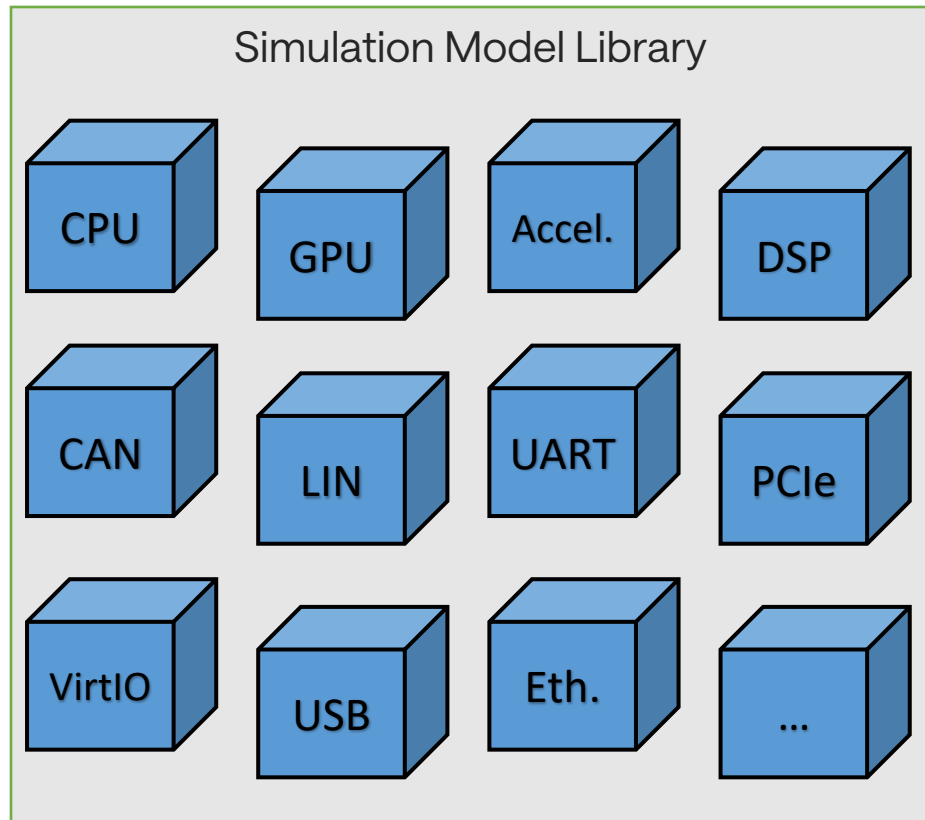 Simulation Model Library
CPU
GPU
Accel.
DSP
CAN
LIN
UART
PCIe
VirtIO
USB
Eth.
...